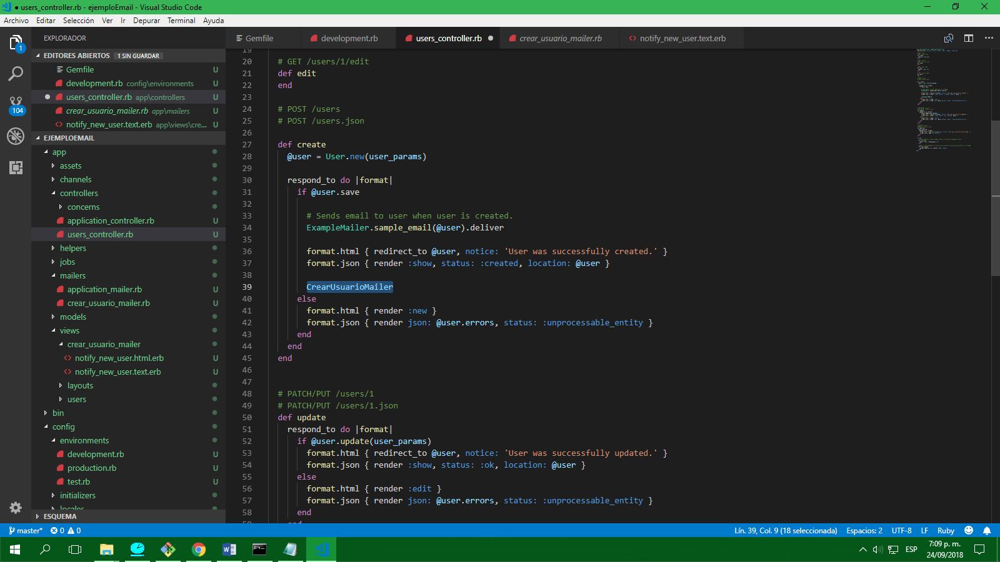 users_controller.rb - ejemploEmail - Visual Studio Code
Archivo Editar Selección Ver Ir Depurar Terminal Ayuda
EXPLORADOR
Gemfile development.rb users_controller.rb crear_usuario_mailer.rb notify_new_user.text.erb
1
104
EDITORES ABIERTOS 1 SIN GUARDAR
Gemfile U
development.rb config\environments U
users_controller.rb app\controllers U
crear_usuario_mailer.rb app\mailers U
notify_new_user.text.erb app\views\cre... U
EJEMPLOEMAIL
app
assets
channels
controllers
concerns
application_controller.rb U
users_controller.rb U
helpers
jobs
mailers
application_mailer.rb U
crear_usuario_mailer.rb U
models
views
crear_usuario_mailer
notify_new_user.html.erb U
notify_new_user.text.erb U
layouts
users
bin
config
environments
development.rb U
production.rb U
test.rb U
initializers
locales
ESQUEMA
19
20 # GET /users/1/edit
21 def edit
22 end
23
24 # POST /users
25 # POST /users.json
26
27 def create
28 @user = User.new(user_params)
29
30 respond_to do |format|
31 if @user.save
32
33 # Sends email to user when user is created.
34 ExampleMailer.sample_email(@user).deliver
35
36 format.html { redirect_to @user, notice: 'User was successfully created.' }
37 format.json { render :show, status: :created, location: @user }
38
39 CrearUsuarioMailer
40 else
41 format.html { render :new }
42 format.json { render json: @user.errors, status: :unprocessable_entity }
43 end
44 end
45 end
46
47
48 # PATCH/PUT /users/1
49 # PATCH/PUT /users/1.json
50 def update
51 respond_to do |format|
52 if @user.update(user_params)
53 format.html { redirect_to @user, notice: 'User was successfully updated.' }
54 format.json { render :show, status: :ok, location: @user }
55 else
56 format.html { render :edit }
57 format.json { render json: @user.errors, status: :unprocessable_entity }
58 end
59 end
master* 0 0 Lín. 39, Col. 9 (18 seleccionada) Espacios: 2 UTF-8 LF Ruby
ESP 7:09 p. m.
24/09/2018